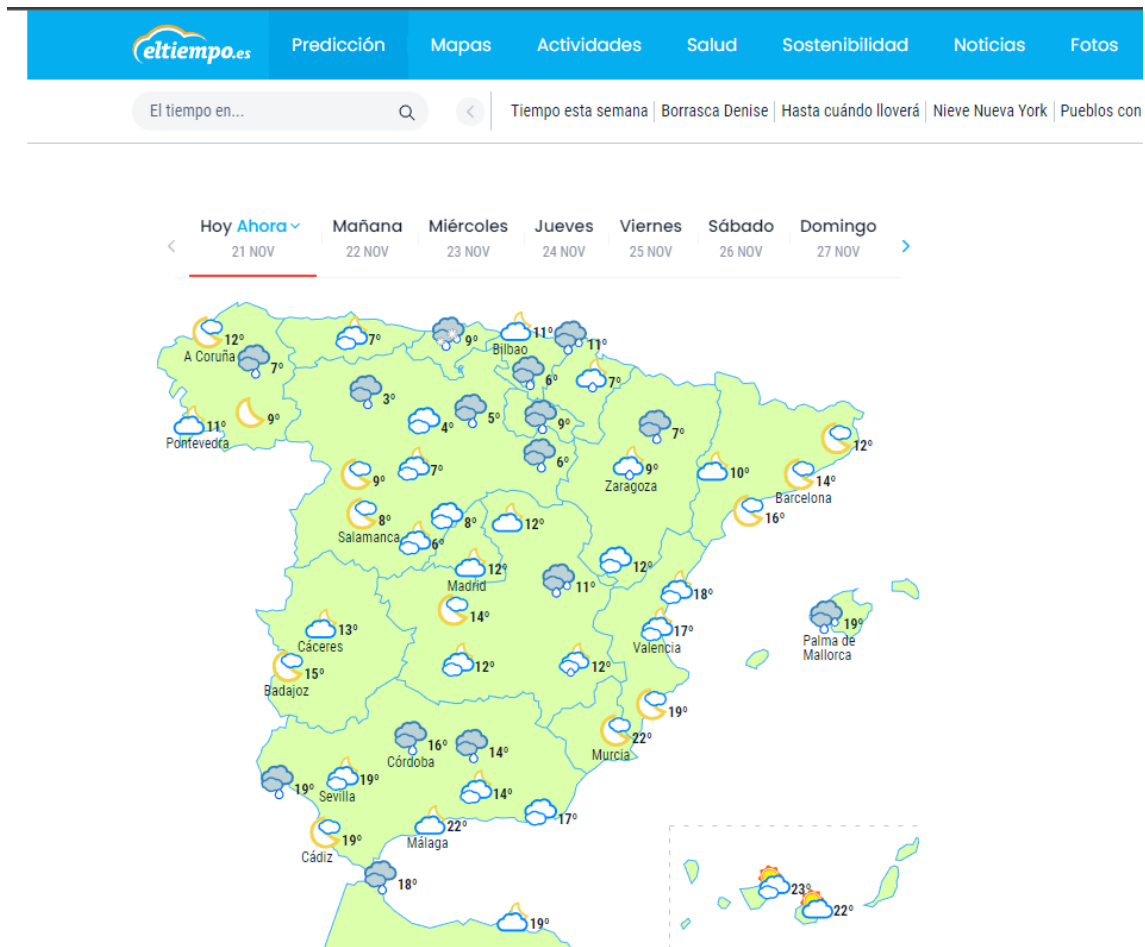 eltiempo.es Predicción Mapas Actividades Salud Sostenibilidad Noticias Fotos
El tiempo en... Tiempo esta semana Borrasca Denise Hasta cuándo lloverá Nieve Nueva York Pueblos con
Hoy Ahora Mañana Miércoles Jueves Viernes Sábado Domingo
21 NOV 22 NOV 23 NOV 24 NOV 25 NOV 26 NOV 27 NOV
12º 7º 9º 11º 11º
A Coruña Bilbao
7º 6º 7º
3º
11º 9º 4º 5º 9º 7º 12º
Pontevedra
9º 7º 6º 9º 10º 14º
Zaragoza Barcelona
8º 6º 8º 12º 16º
Salamanca
12º 11º 12º 18º
Madrid
13º 14º 17º 19º
Cáceres Valencia Palma de
Mallorca
15º 12º 12º
Badajoz
19º
16º 14º 22º
Córdoba Murcia
19º 19º 14º
Sevilla
19º 22º 17º
Cádiz Málaga
18º 23º
19º 22º